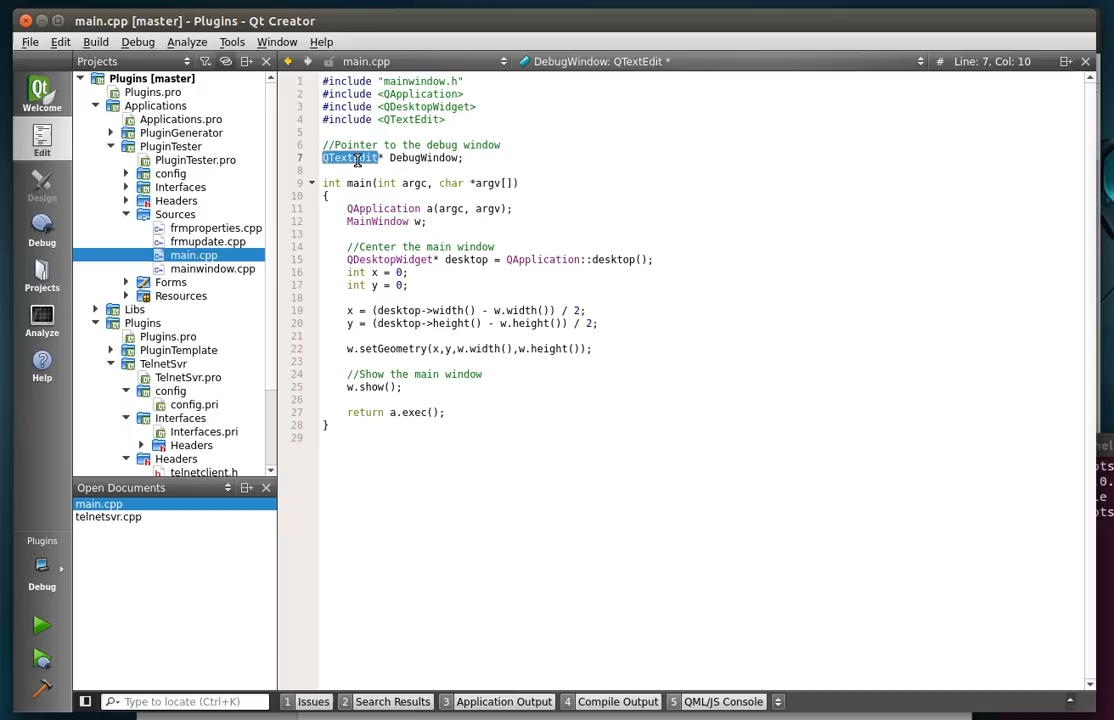 main.cpp [master] - Plugins - Qt Creator
File Edit Build Debug Analyze Tools Window Help
Projects
main.cpp
DebugWindow: QTextEdit *
# Line: 7, Col: 10
Qt
Welcome
Edit
Design
Debug
Projects
Analyze
Help
Plugins
Debug
Plugins [master]
Plugins.pro
Applications
Applications.pro
PluginGenerator
PluginTester
PluginTester.pro
config
Interfaces
Headers
Sources
frmproperties.cpp
frmupdate.cpp
main.cpp
mainwindow.cpp
Forms
Resources
Libs
Plugins
Plugins.pro
PluginTemplate
TelnetSvr
TelnetSvr.pro
config
config.pri
Interfaces
Interfaces.pri
Headers
Headers
telnetclient.h
Open Documents
main.cpp
telnetsvr.cpp
1 #include "mainwindow.h"
2 #include <QApplication>
3 #include <QDesktopWidget>
4 #include <QTextEdit>
5
6 //Pointer to the debug window
7 QTextEdit* DebugWindow;
8
9 int main(int argc, char *argv[])
10 {
11 QApplication a(argc, argv);
12 MainWindow w;
13
14 //Center the main window
15 QDesktopWidget* desktop = QApplication::desktop();
16 int x = 0;
17 int y = 0;
18
19 x = (desktop->width() - w.width()) / 2;
20 y = (desktop->height() - w.height()) / 2;
21
22 w.setGeometry(x,y,w.width(),w.height());
23
24 //Show the main window
25 w.show();
26
27 return a.exec();
28 }
29
Type to locate (Ctrl+K)
1 Issues 2 Search Results 3 Application Output 4 Compile Output 5 QML/JS Console